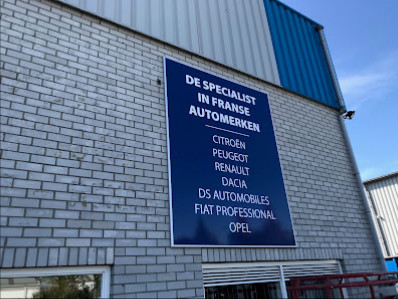 DE SPECIALIST
IN FRANSE
AUTOMERKEN
CITROËN
PEUGEOT
RENAULT
DACIA
DS AUTOMOBILES
FIAT PROFESSIONAL
OPEL